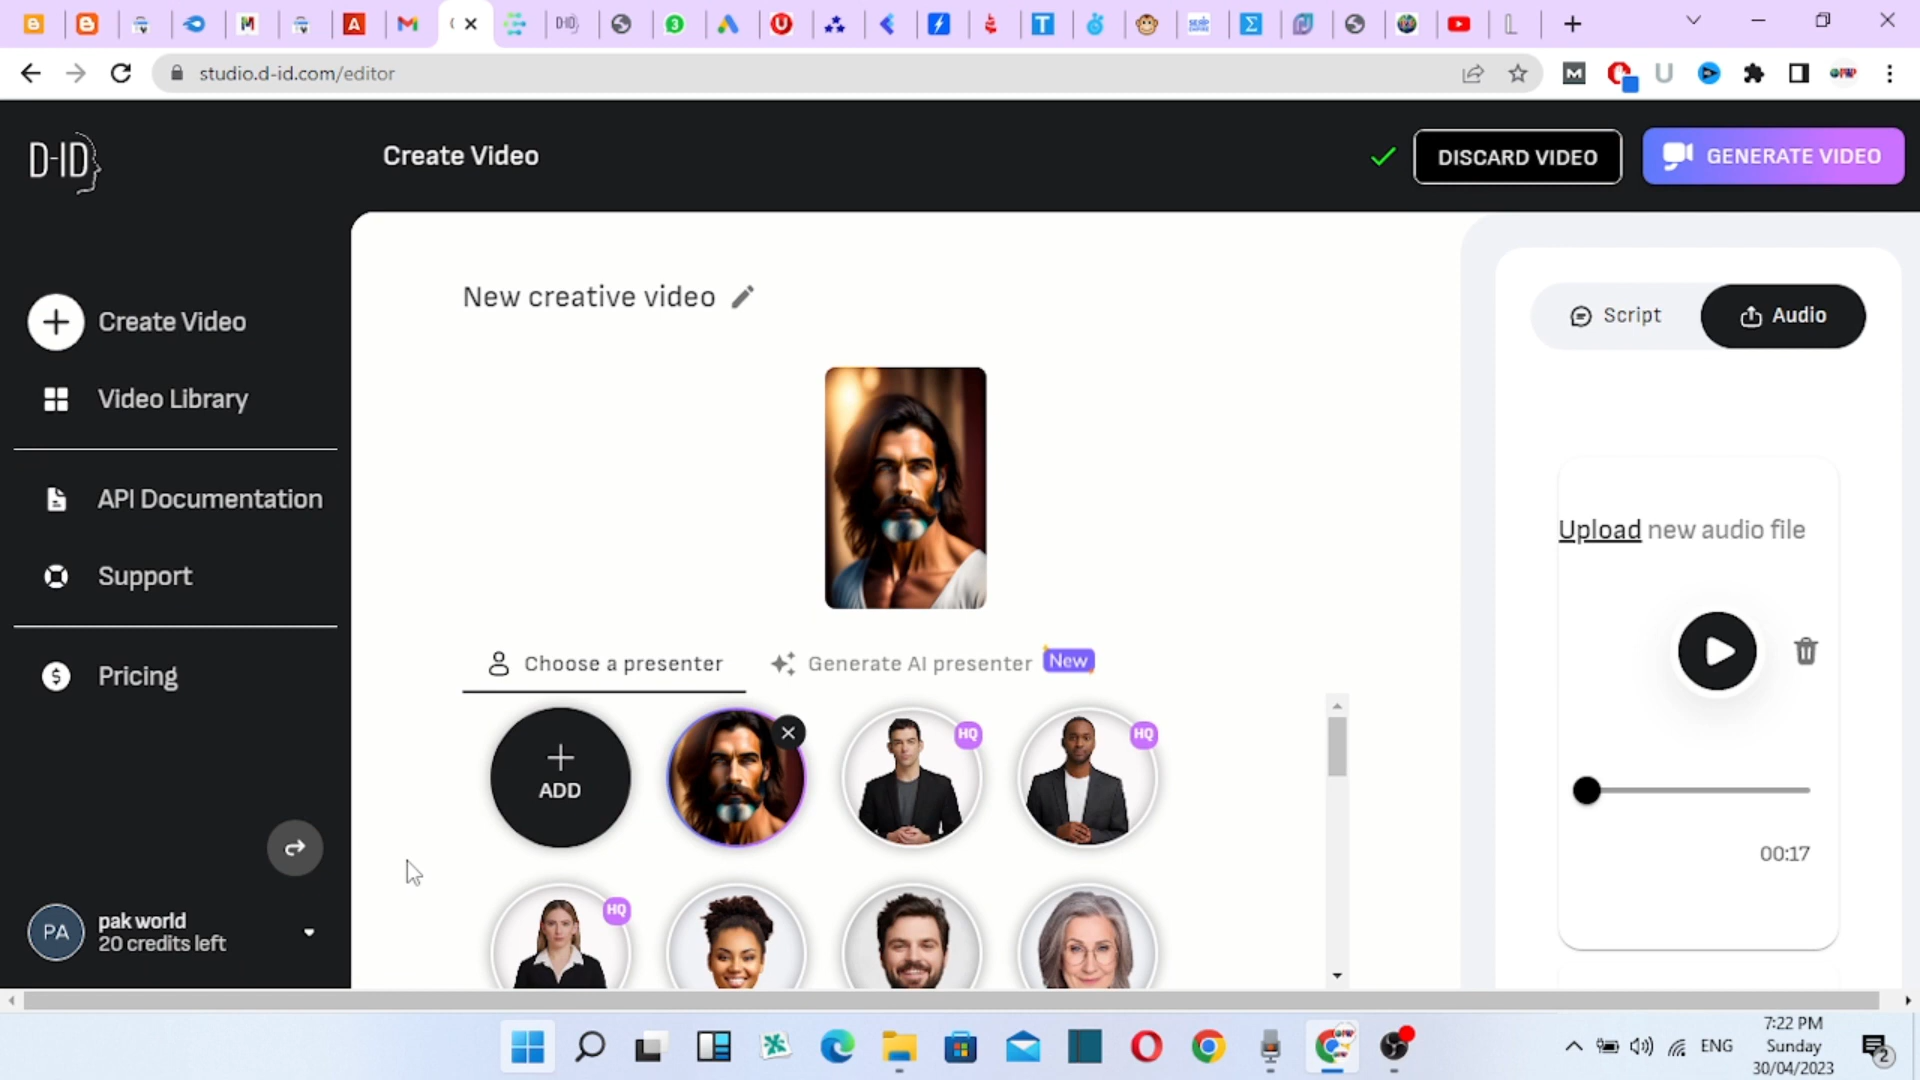 studio.d-id.com/editor
D-ID
Create Video
DISCARD VIDEO
GENERATE VIDEO
Create Video
Video Library
API Documentation
Support
Pricing
PA
pak world
20 credits left
New creative video
Choose a presenter
Generate AI presenter
New
ADD
HQ
HQ
HQ
Script
Audio
Upload new audio file
00:17
ENG
7:22 PM
Sunday
30/04/2023
2